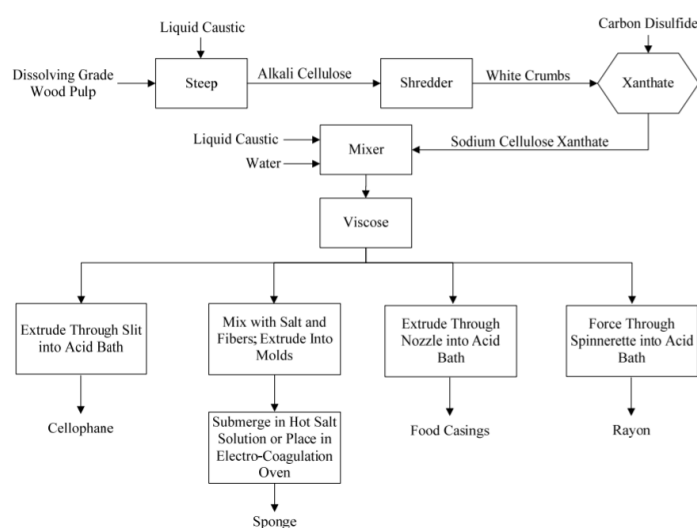 Liquid Caustic
Carbon Disulfide
Dissolving Grade
Wood Pulp
Steep
Alkali Cellulose
Shredder
White Crumbs
Xanthate
Liquid Caustic
Water
Mixer
Sodium Cellulose Xanthate
Viscose
Extrude Through Slit
into Acid Bath
Mix with Salt and
Fibers; Extrude Into
Molds
Extrude Through
Nozzle into Acid
Bath
Force Through
Spinnerette into Acid
Bath
Cellophane
Submerge in Hot Salt
Solution or Place in
Electro-Coagulation
Oven
Food Casings
Rayon
Sponge